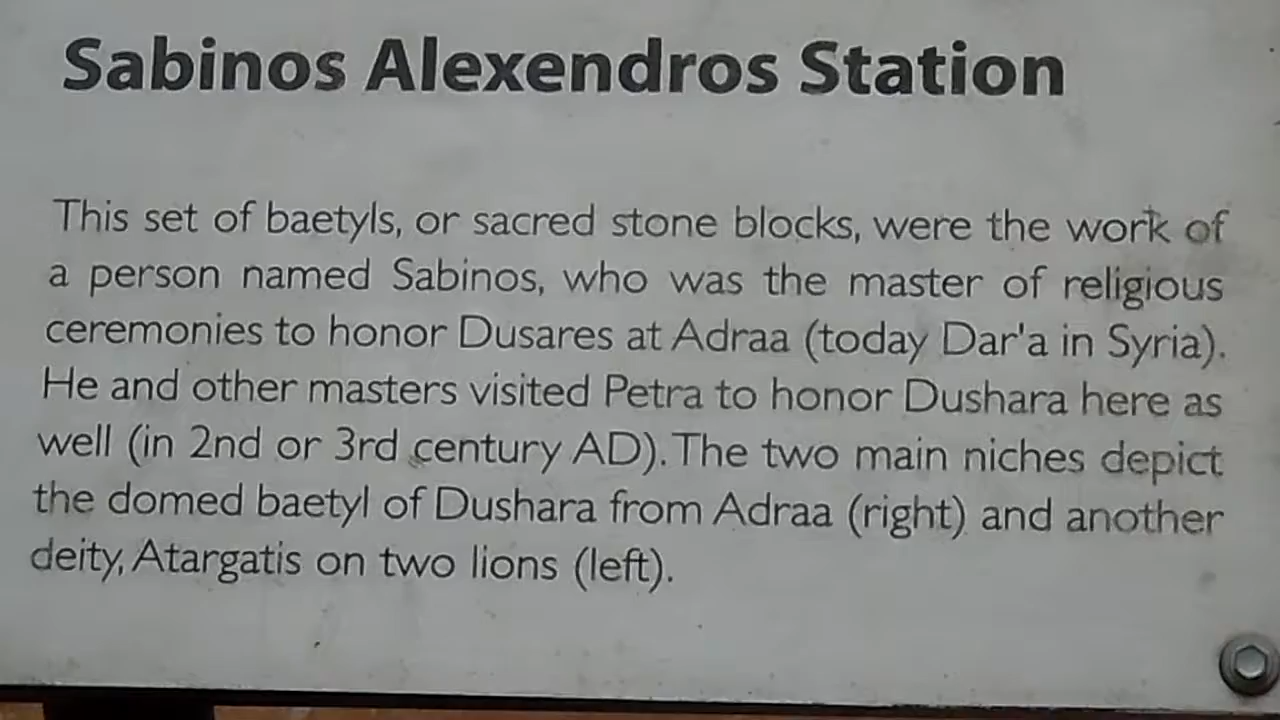 Sabinos Alexendros Station
This set of baetyls, or sacred stone blocks, were the work of
a person named Sabinos, who was the master of religious
ceremonies to honor Dusares at Adraa (today Dar'a in Syria).
He and other masters visited Petra to honor Dushara here as
well (in 2nd or 3rd century AD). The two main niches depict
the domed baetyl of Dushara from Adraa (right) and another
deity, Atargatis on two lions (left).